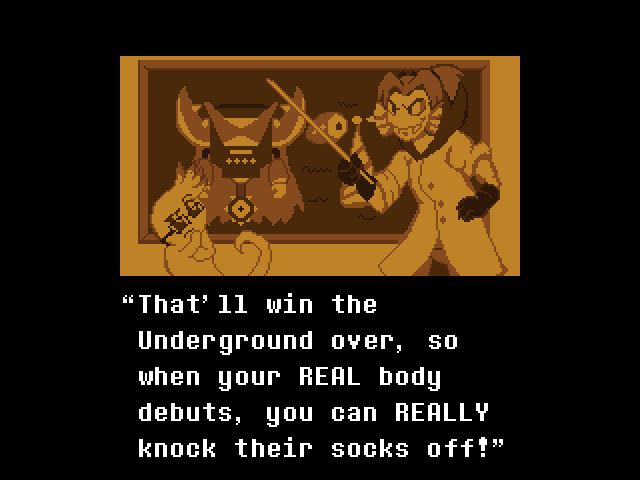 “That’ll win the
Underground over, so
when your REAL body
debuts, you can REALLY
knock their socks off!”